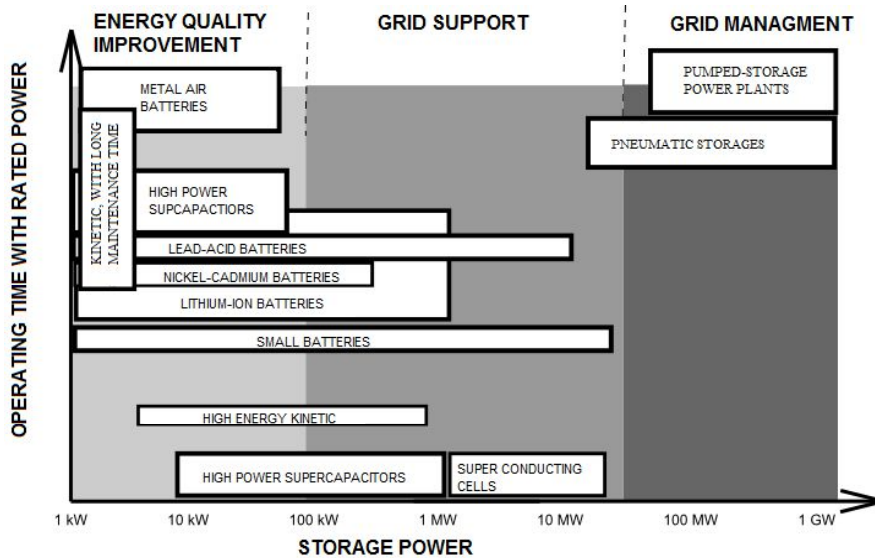 ENERGY QUALITY
IMPROVEMENT
GRID SUPPORT
GRID MANAGMENT
OPERATING TIME WITH RATED POWER
METAL AIR
BATTERIES
PUMPED-STORAGE
POWER PLANTS
PNEUMATIC STORAGES
KINETIC, WITH LONG
MAINTENANCE TIME
HIGH POWER
SUPCAPACTIORS
LEAD-ACID BATTERIES
NICKEL-CADMIUM BATTERIES
LITHIUM-ION BATTERIES
SMALL BATTERIES
HIGH ENERGY KINETIC
HIGH POWER SUPERCAPACITORS
SUPER CONDUCTING
CELLS
1 kW 10 kW 100 kW 1 MW 10 MW 100 MW 1 GW
STORAGE POWER